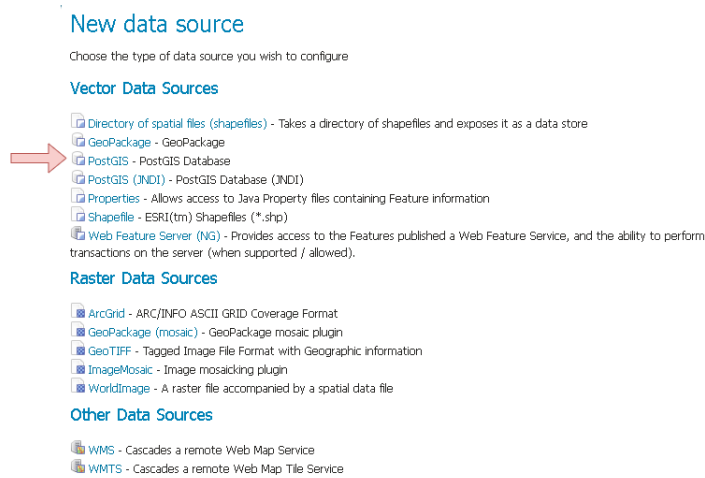 New data source
Choose the type of data source you wish to configure
Vector Data Sources
Directory of spatial files (shapefiles) - Takes a directory of shapefiles and exposes it as a data store
GeoPackage - GeoPackage
PostGIS - PostGIS Database
PostGIS (JNDI) - PostGIS Database (JNDI)
Properties - Allows access to Java Property files containing Feature information
Shapefile - ESRI(tm) Shapefiles (*.shp)
Web Feature Server (NG) - Provides access to the Features published a Web Feature Service, and the ability to perform
transactions on the server (when supported / allowed).
Raster Data Sources
ArcGrid - ARC/INFO ASCII GRID Coverage Format
GeoPackage (mosaic) - GeoPackage mosaic plugin
GeoTIFF - Tagged Image File Format with Geographic information
ImageMosaic - Image mosaicking plugin
WorldImage - A raster file accompanied by a spatial data file
Other Data Sources
WMS - Cascades a remote Web Map Service
WMTS - Cascades a remote Web Map Tile Service